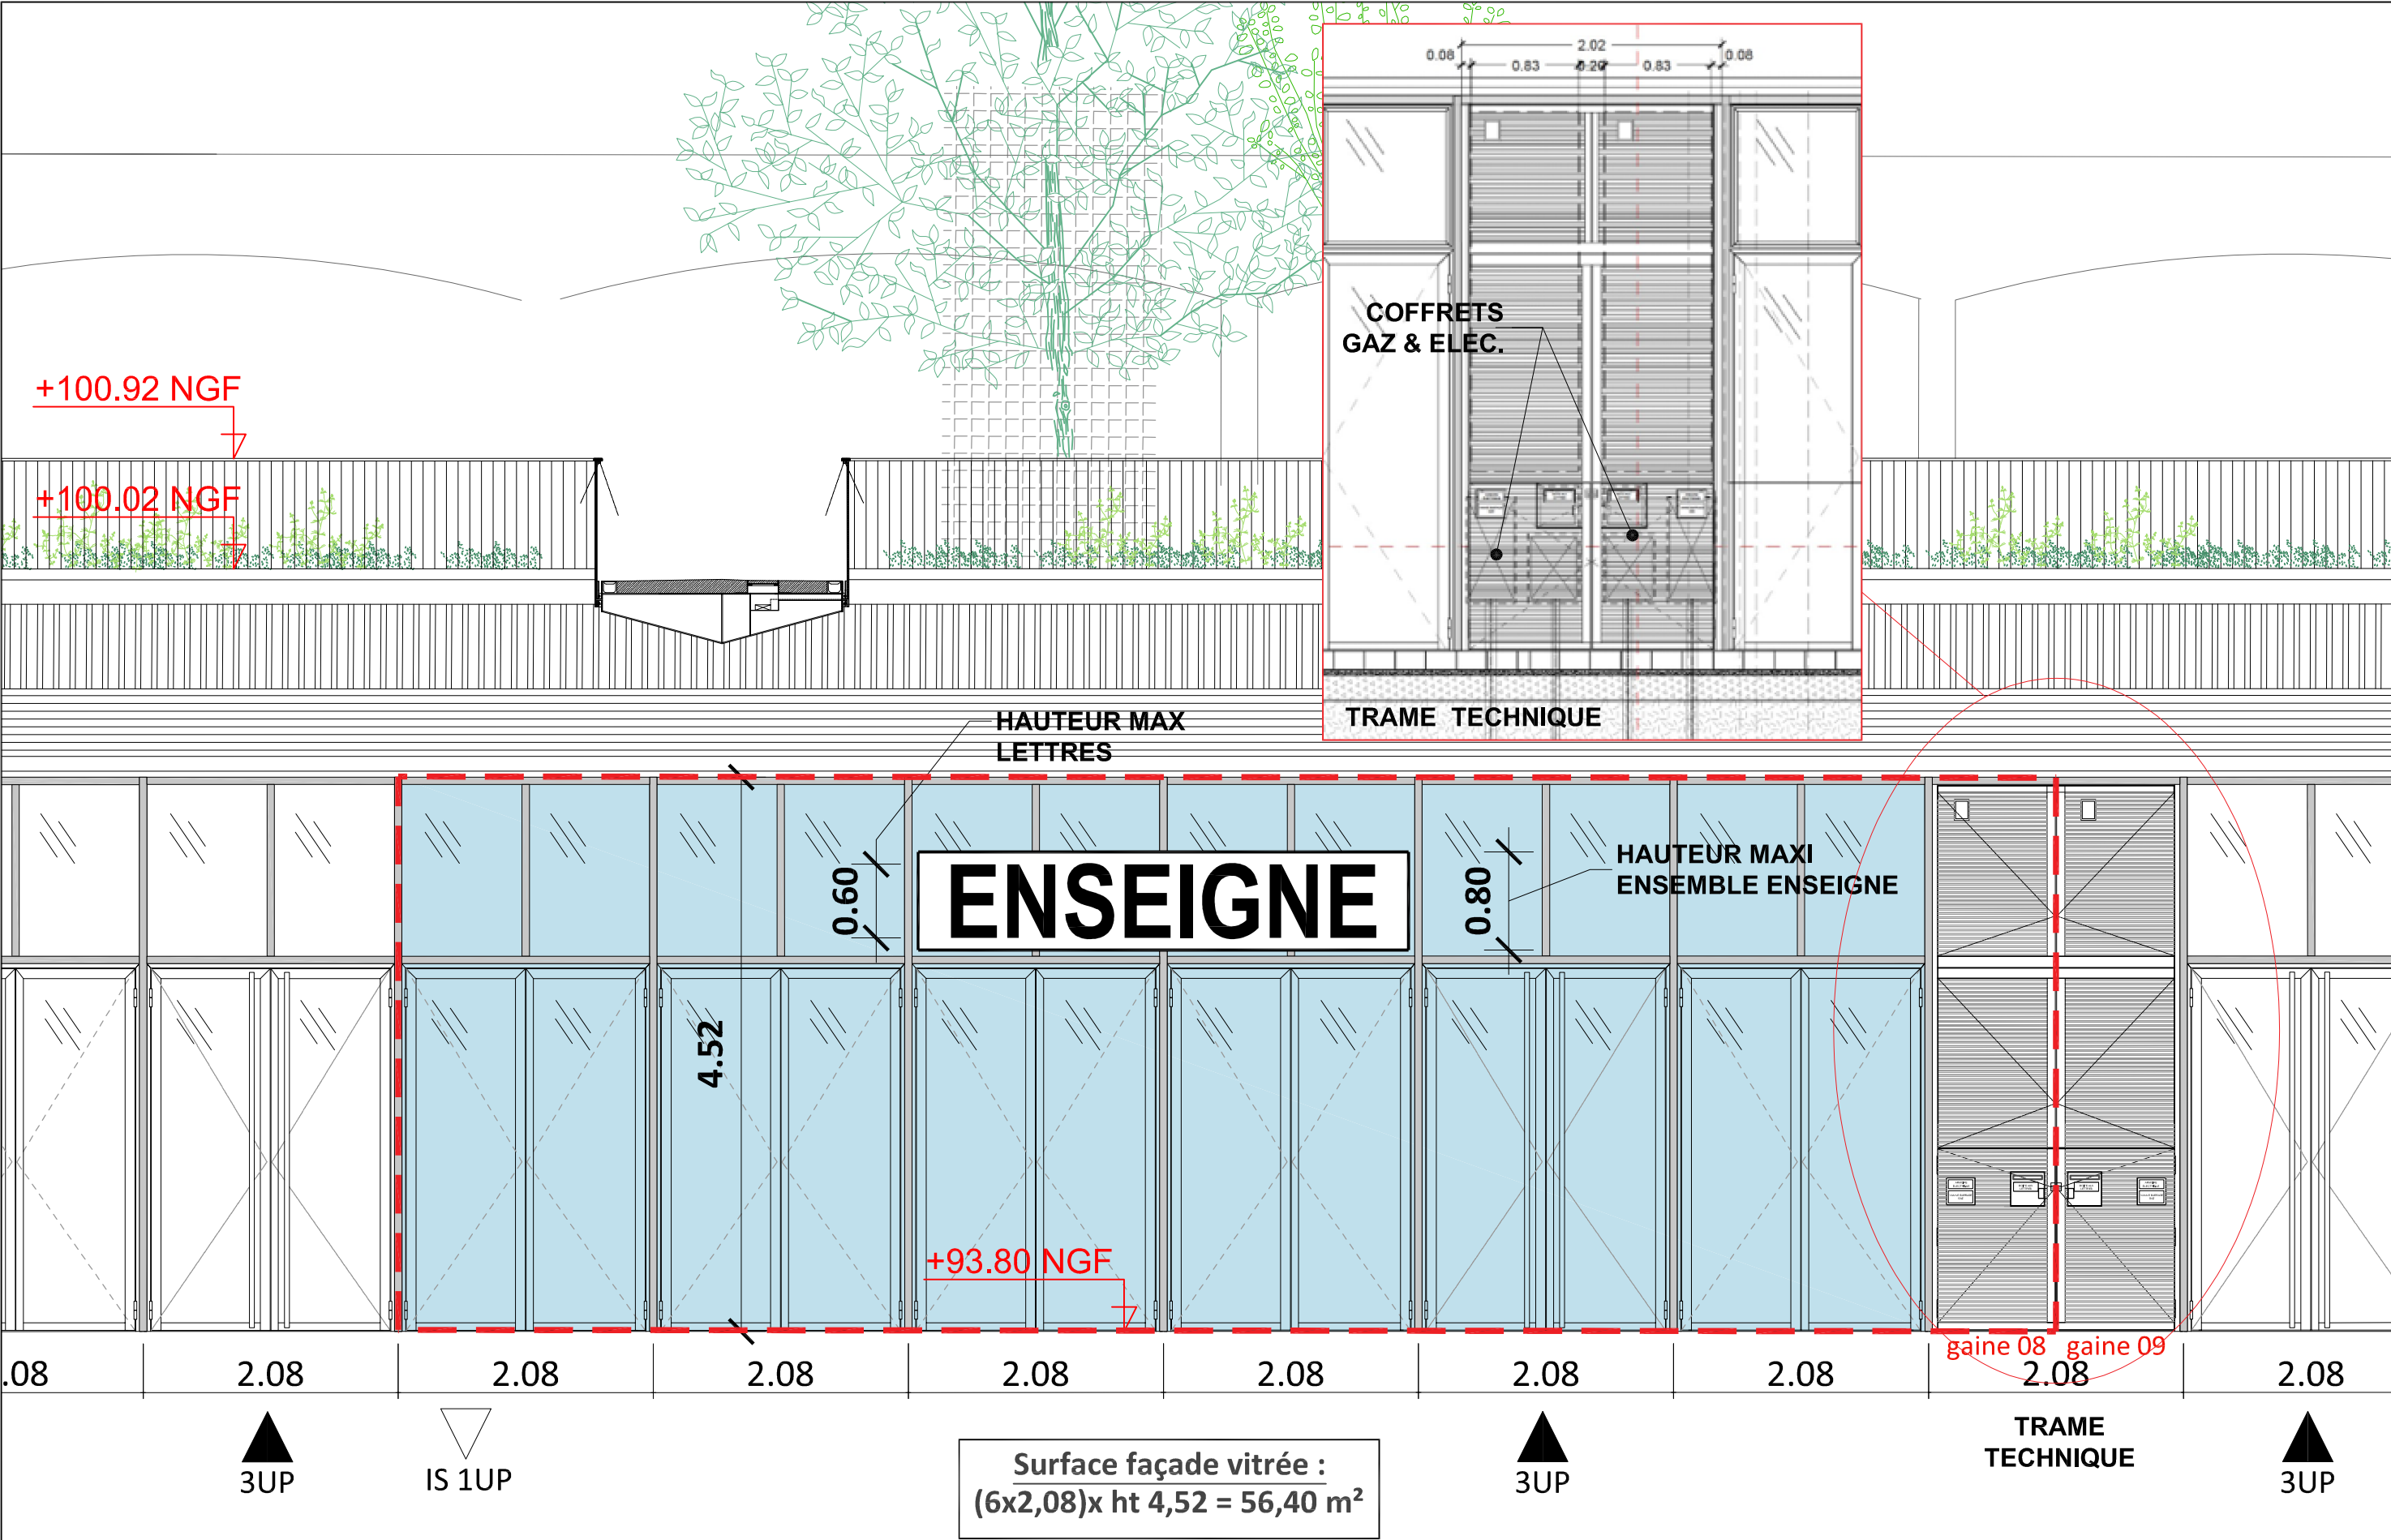 2.02
0.08
0.83
0.20
0.83
0.08
COFFRETS
GAZ & ELEC.
TRAME TECHNIQUE
+100.92 NGF
+100.02 NGF
HAUTEUR MAX
LETTRES
0.60
ENSEIGNE
0.80
HAUTEUR MAXI
ENSEMBLE ENSEIGNE
4.52
+93.80 NGF
gaine 08
gaine 09
.08
2.08
2.08
2.08
2.08
2.08
2.08
2.08
2.08
2.08
3UP
IS 1UP
3UP
TRAME
TECHNIQUE
3UP
Surface façade vitrée :
(6x2,08)x ht 4,52 = 56,40 m²